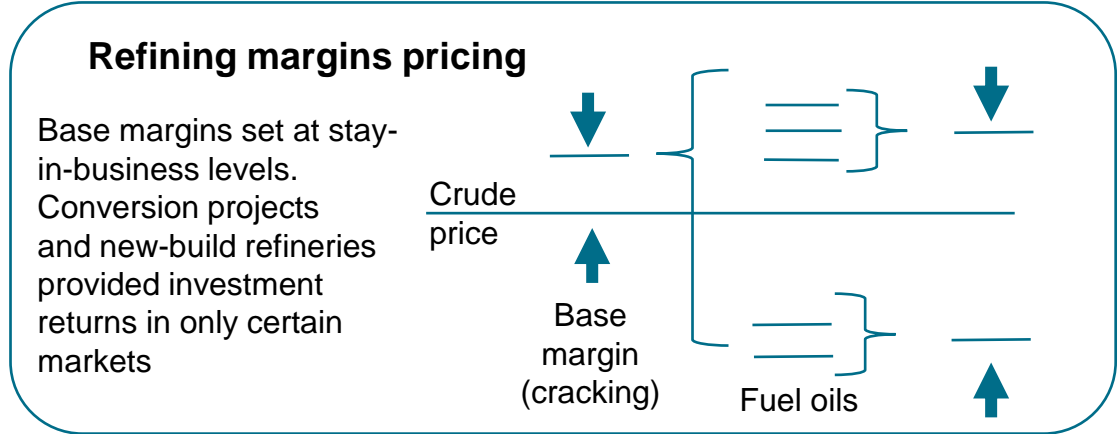 Refining margins pricing
Base margins set at stay-
in-business levels.
Conversion projects
and new-build refineries
provided investment
returns in only certain
markets
Crude
price
Base
margin
(cracking)
Fuel oils